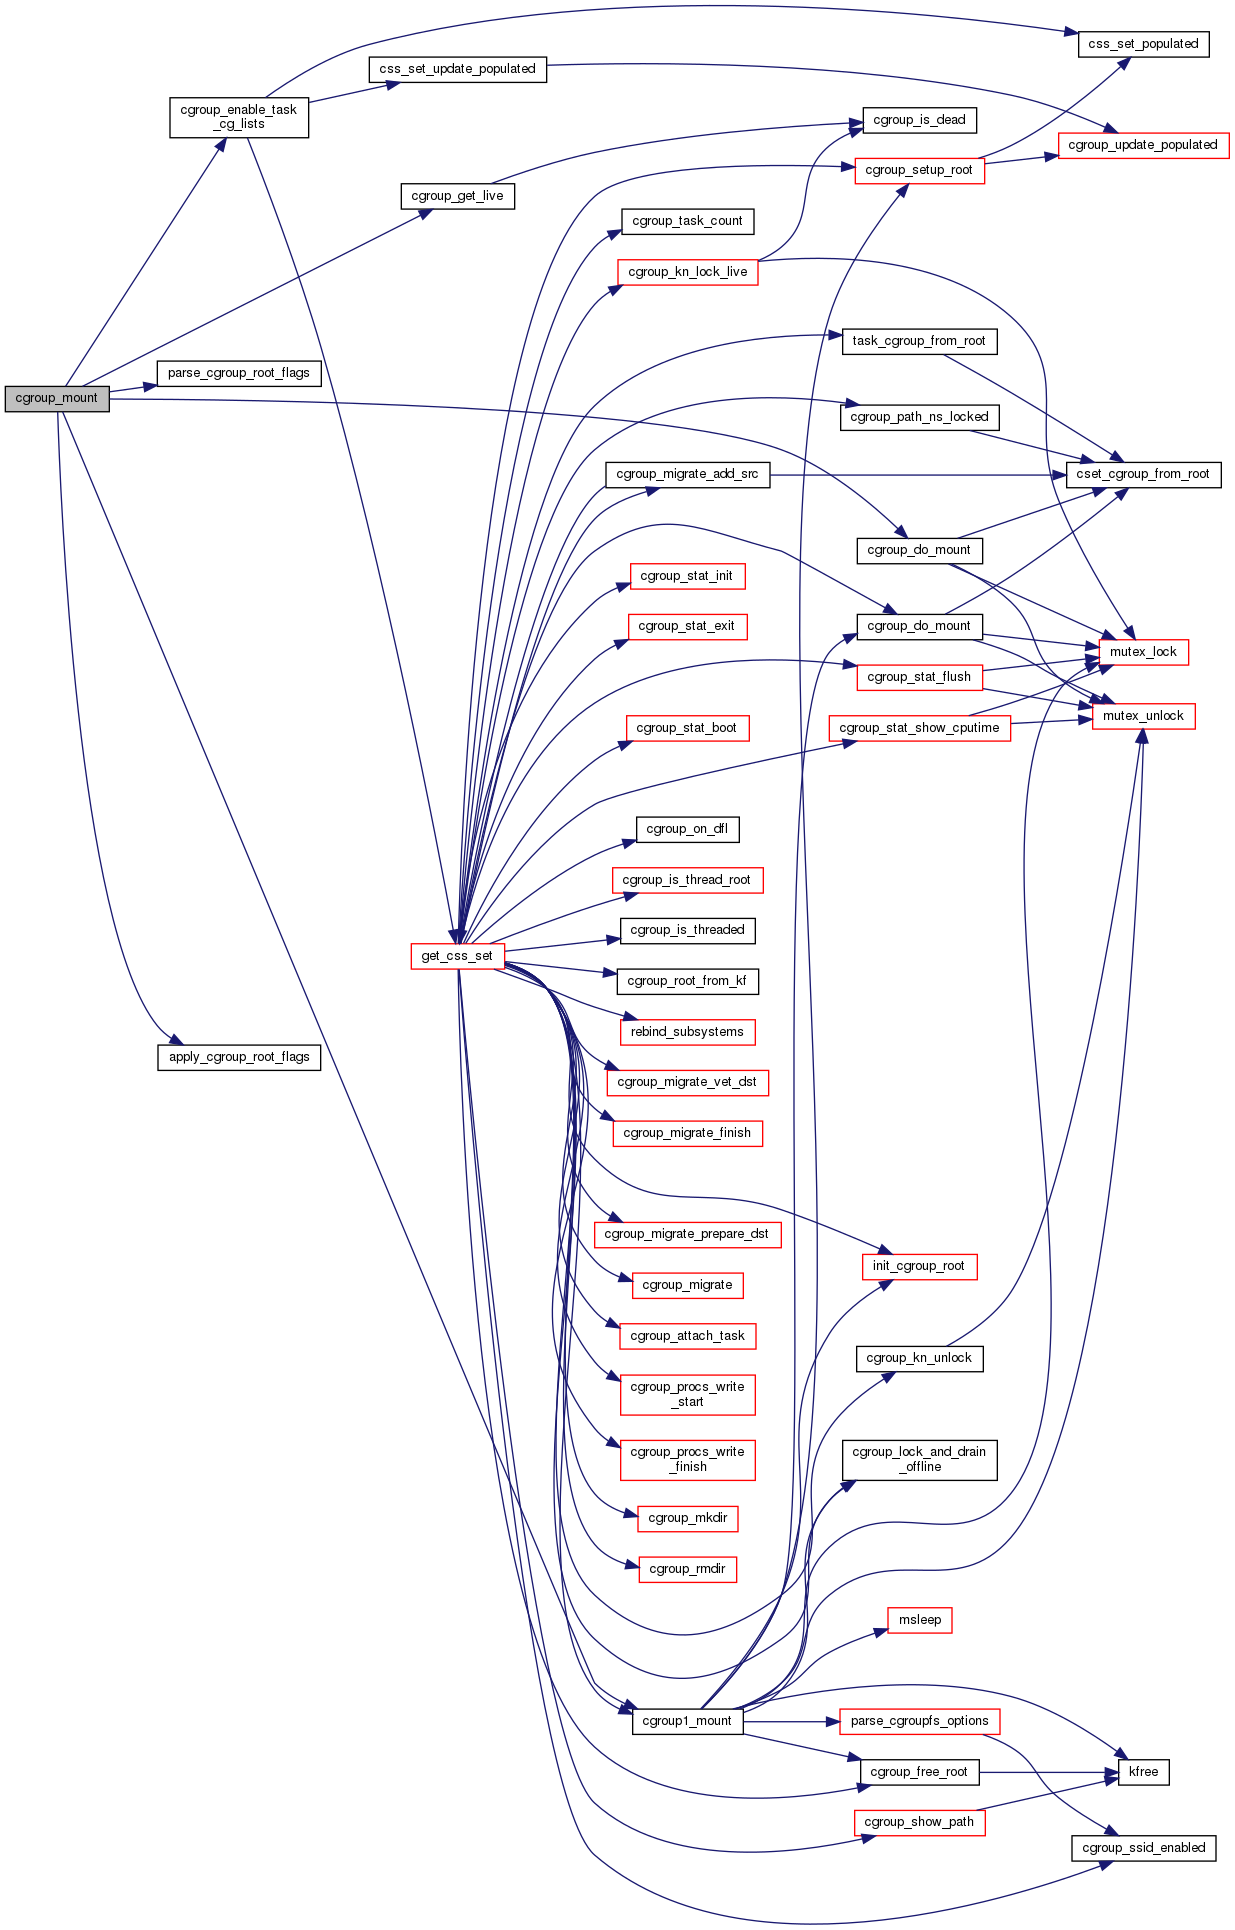 css_set_populated
css_set_update_populated
cgroup_enable_task
_cg_lists
cgroup_is_dead
cgroup_update_populated
cgroup_setup_root
cgroup_get_live
cgroup_task_count
cgroup_kn_lock_live
task_cgroup_from_root
parse_cgroup_root_flags
cgroup_mount
cgroup_path_ns_locked
cgroup_migrate_add_src
cset_cgroup_from_root
cgroup_do_mount
cgroup_stat_init
cgroup_stat_exit
cgroup_do_mount
mutex_lock
cgroup_stat_flush
mutex_unlock
cgroup_stat_boot
cgroup_stat_show_cputime
cgroup_on_dfl
cgroup_is_thread_root
cgroup_is_threaded
get_css_set
cgroup_root_from_kf
rebind_subsystems
apply_cgroup_root_flags
cgroup_migrate_vet_dst
cgroup_migrate_finish
cgroup_migrate_prepare_dst
init_cgroup_root
cgroup_migrate
cgroup_attach_task
cgroup_kn_unlock
cgroup_procs_write
_start
cgroup_procs_write
_finish
cgroup_lock_and_drain
_offline
cgroup_mkdir
cgroup_rmdir
msleep
cgroup1_mount
parse_cgroupfs_options
cgroup_free_root
kfree
cgroup_show_path
cgroup_ssid_enabled